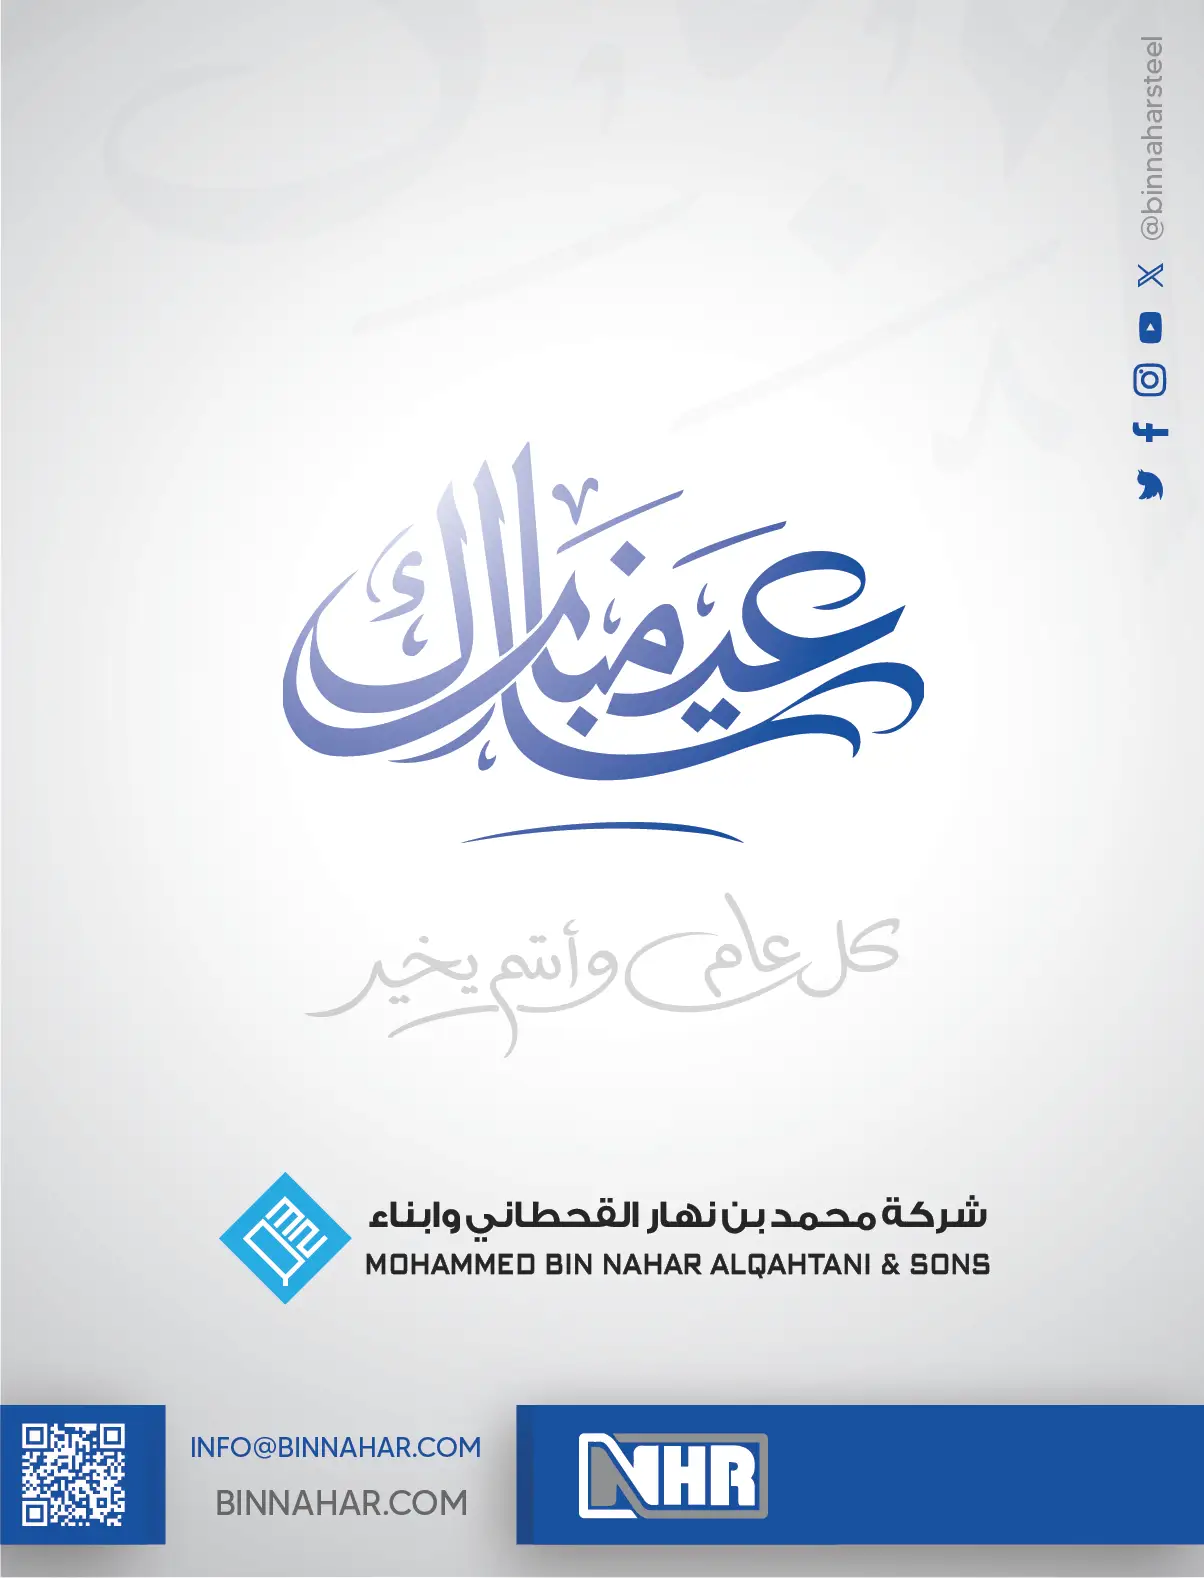 @binnaharsteel
عيد مبارك
كل عام وأنتم بخير
شركة محمد بن نهار القحطاني وابناء
MOHAMMED BIN NAHAR ALQAHTANI & SONS
INFO@BINNAHAR.COM
BINNAHAR.COM
NHR